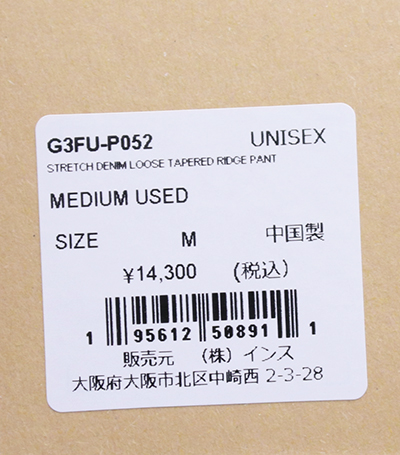 G3FU-P052 UNISEX
STRETCH DENIM LOOSE TAPERED RIDGE PANT
MEDIUM USED
SIZE M 中国製
¥14,300 (税込)
1 95612 50891 1
販売元 (株)インス
大阪府大阪市北区中崎西 2-3-28